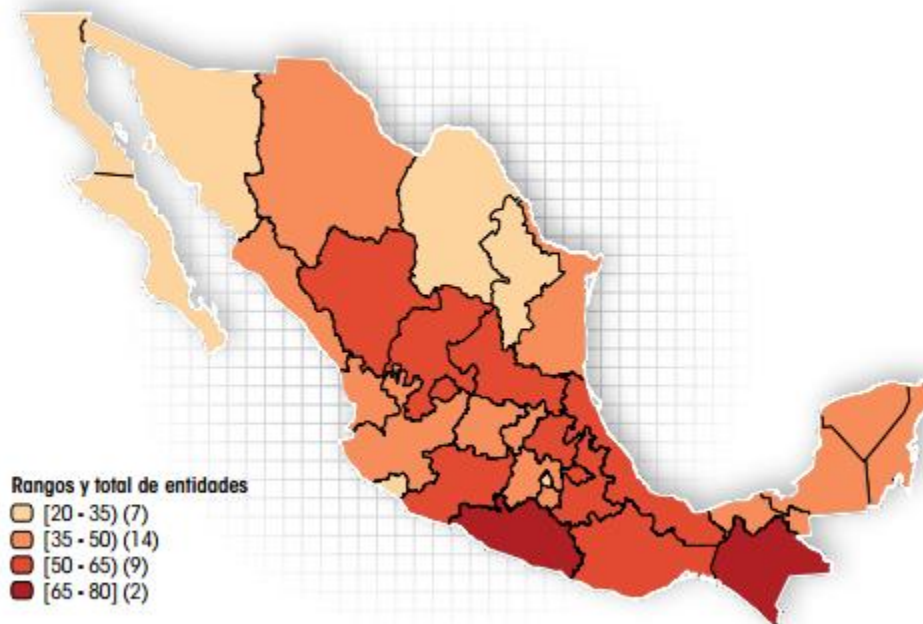 Rangos y total de entidades
[20 - 35) (7)
[35 - 50) (14)
[50 - 65) (9)
[65 - 80] (2)